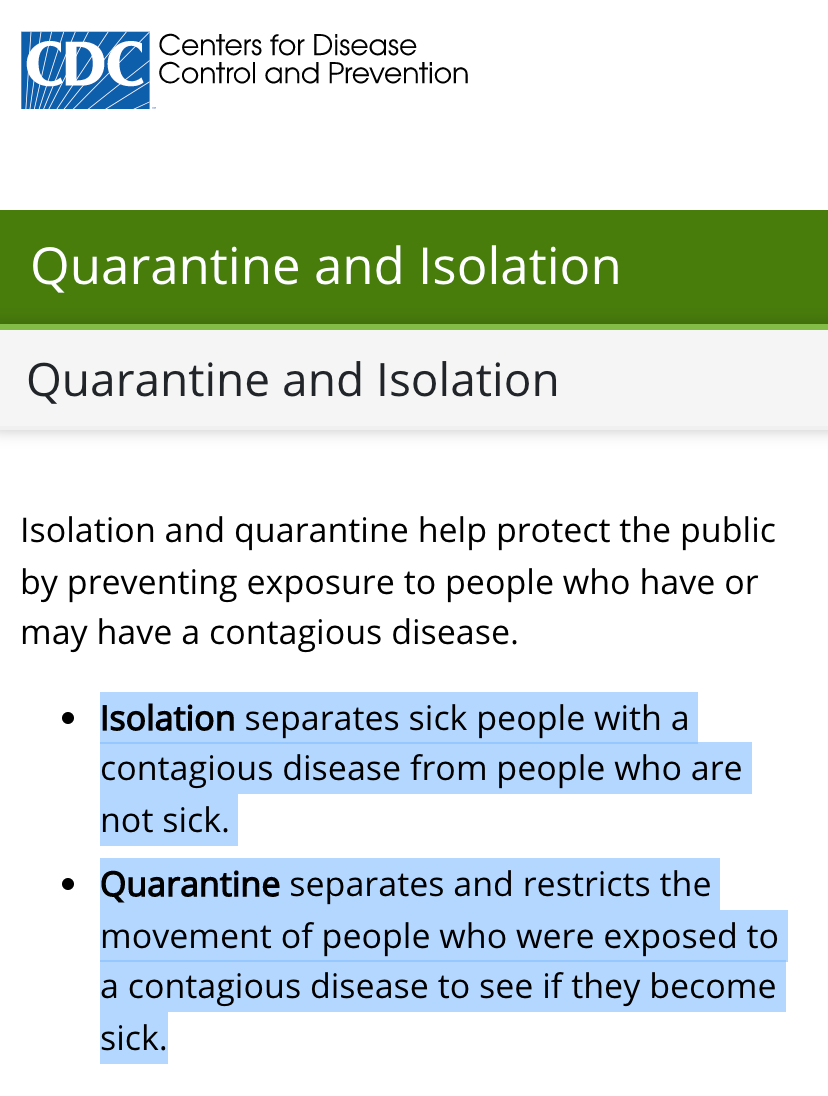 CDC Centers for Disease
Control and Prevention
Quarantine and Isolation
Quarantine and Isolation
Isolation and quarantine help protect the public
by preventing exposure to people who have or
may have a contagious disease.
• Isolation separates sick people with a
contagious disease from people who are
not sick.
• Quarantine separates and restricts the
movement of people who were exposed to
a contagious disease to see if they become
sick.